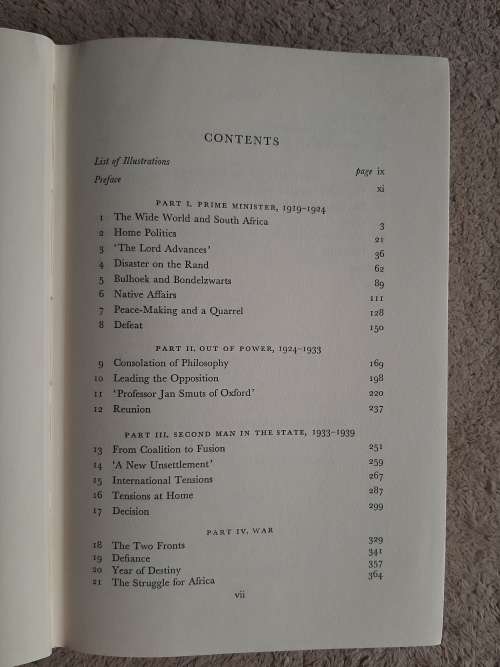 CONTENTS
List of Illustrations page ix
Preface xi
PART I. PRIME MINISTER, 1919–1924
1 The Wide World and South Africa 3
2 Home Politics 21
3 ‘The Lord Advances’ 36
4 Disaster on the Rand 62
5 Bulhoek and Bondelzwarts 89
6 Native Affairs 111
7 Peace-Making and a Quarrel 128
8 Defeat 150
PART II. OUT OF POWER, 1924–1933
9 Consolation of Philosophy 169
10 Leading the Opposition 198
11 ‘Professor Jan Smuts of Oxford’ 220
12 Reunion 237
PART III. SECOND MAN IN THE STATE, 1933–1939
13 From Coalition to Fusion 251
14 ‘A New Unsettlement’ 259
15 International Tensions 267
16 Tensions at Home 287
17 Decision 299
PART IV. WAR
18 The Two Fronts 329
19 Defiance 341
20 Year of Destiny 357
21 The Struggle for Africa 364
vii